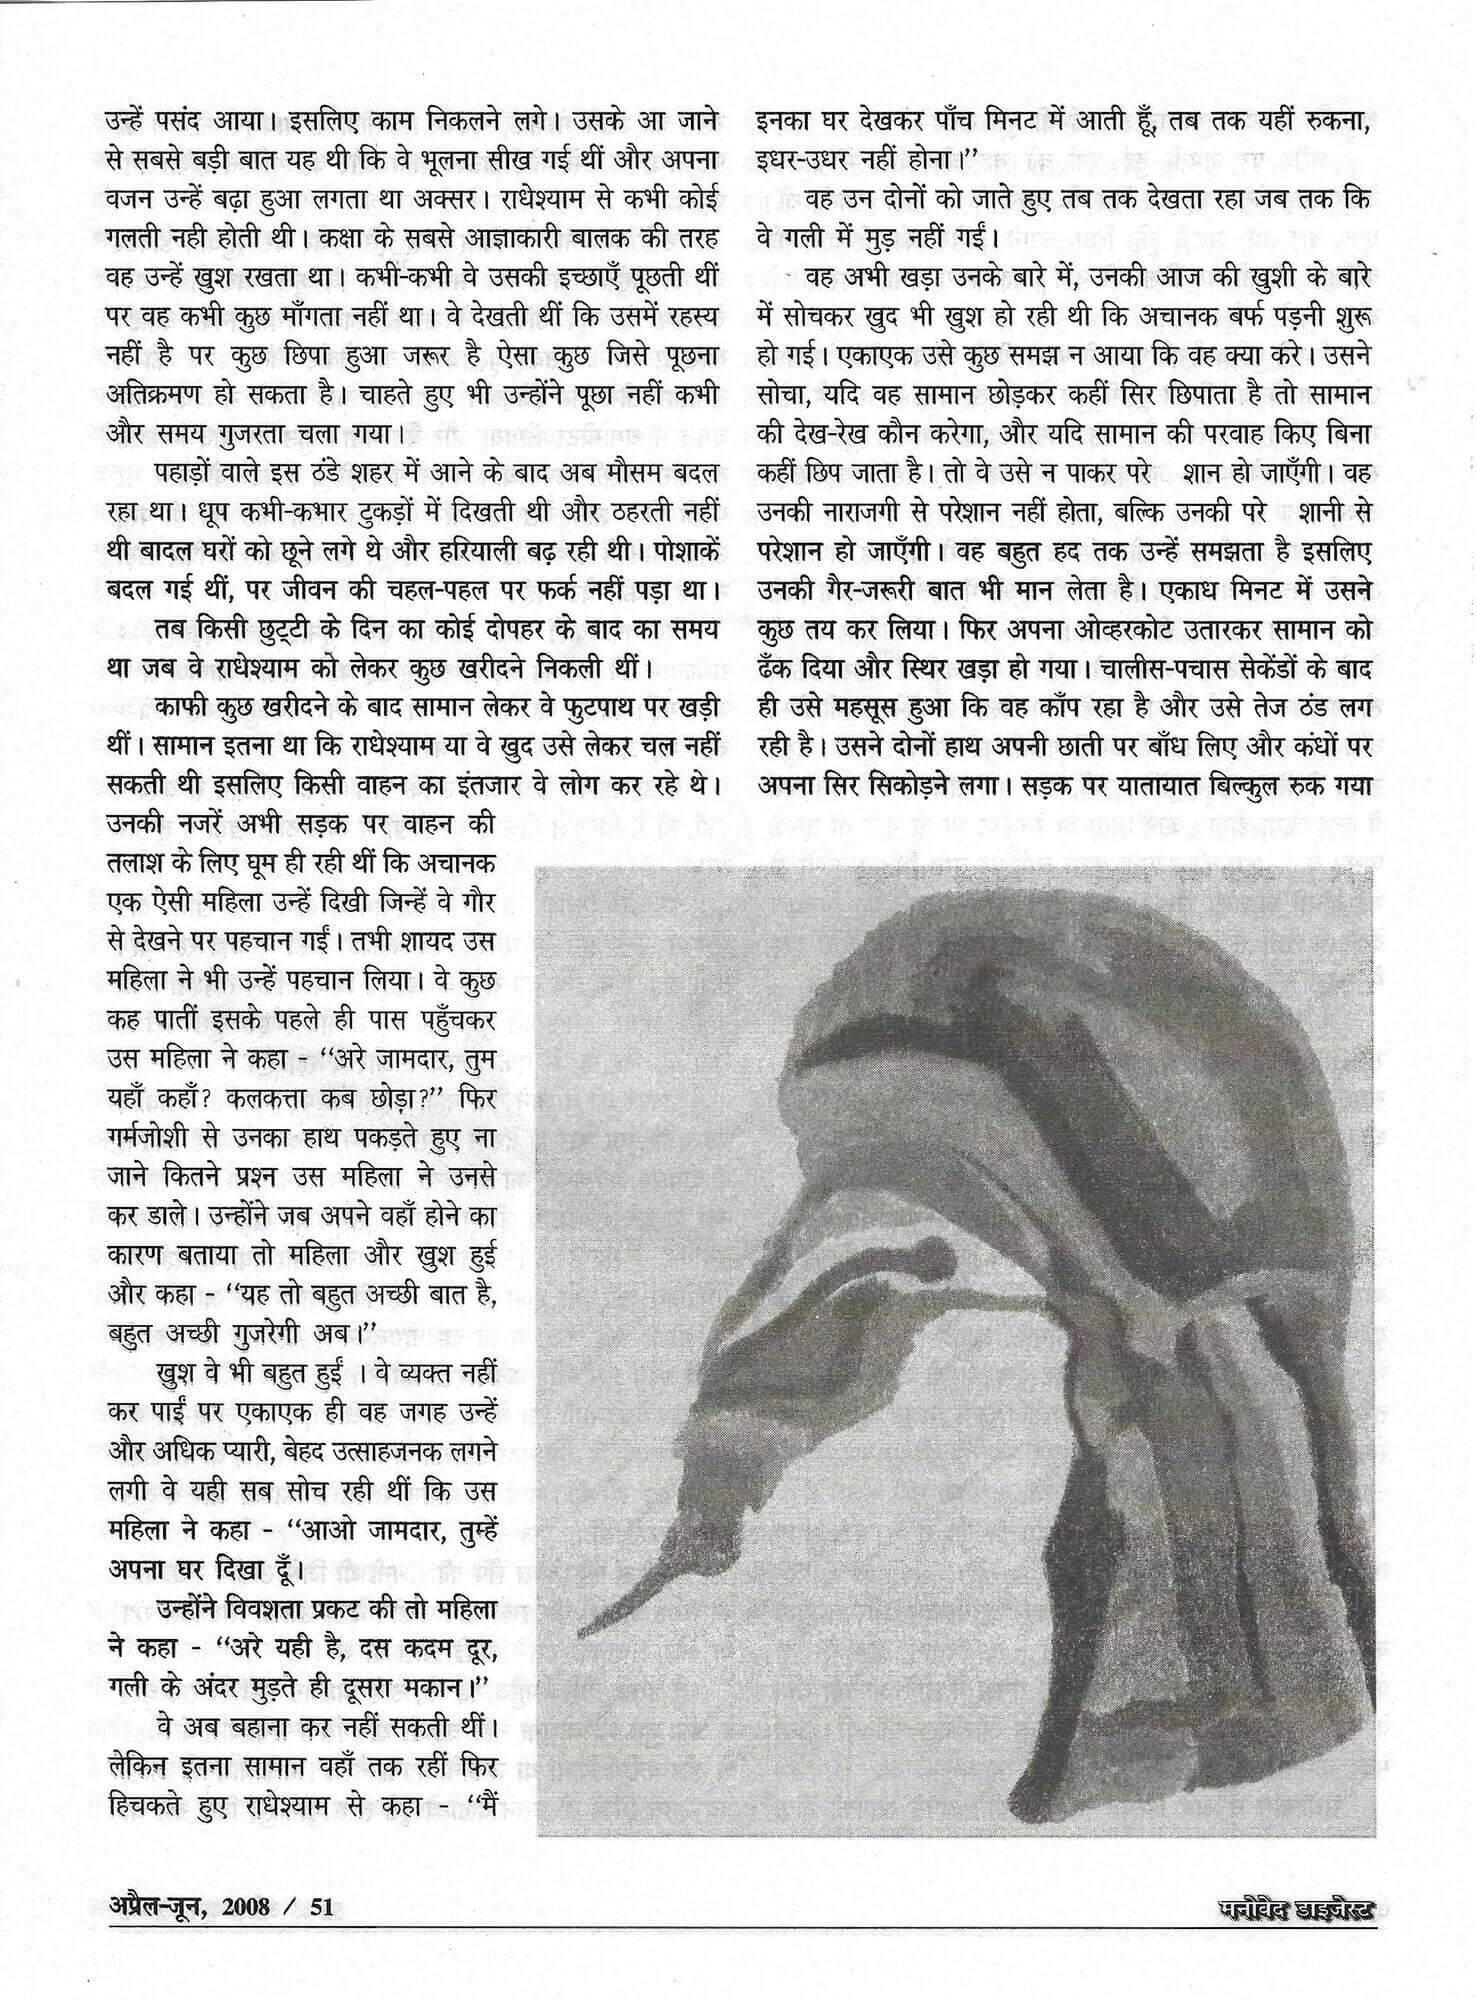 उन्हें पसंद आया। इसलिए काम निकलने लगे। उसके आ जाने
से सबसे बड़ी बात यह थी कि वे भूलना सीख गई थीं और अपना
वजन उन्हें बढ़ा हुआ लगता था अक्सर। राधेश्याम से कभी कोई
गलती नही होती थी। कक्षा के सबसे आज्ञाकारी बालक की तरह
वह उन्हें खुश रखता था। कभी-कभी वे उसकी इच्छाएँ पूछती थीं
पर वह कभी कुछ माँगता नहीं था। वे देखती थीं कि उसमें रहस्य
नहीं है पर कुछ छिपा हुआ जरूर है ऐसा कुछ जिसे पूछना
अतिक्रमण हो सकता है। चाहते हुए भी उन्होंने पूछा नहीं कभी
और समय गुजरता चला गया।
पहाड़ों वाले इस ठंडे शहर में आने के बाद अब मौसम बदल
रहा था। धूप कभी-कभार टुकड़ों में दिखती थी और ठहरती नहीं
थी बादल घरों को छूने लगे थे और हरियाली बढ़ रही थी। पोशाकें
बदल गई थीं, पर जीवन की चहल-पहल पर फर्क नहीं पड़ा था।
तब किसी छुट्टी के दिन का कोई दोपहर के बाद का समय
था जब वे राधेश्याम को लेकर कुछ खरीदने निकली थीं।
काफी कुछ खरीदने के बाद सामान लेकर वे फुटपाथ पर खड़ी
थीं। सामान इतना था कि राधेश्याम या वे खुद उसे लेकर चल नहीं
सकती थी इसलिए किसी वाहन का इंतजार वे लोग कर रहे थे।
उनकी नजरें अभी सड़क पर वाहन की
तलाश के लिए घूम ही रही थीं कि अचानक
एक ऐसी महिला उन्हें दिखी जिन्हें वे गौर
से देखने पर पहचान गईं। तभी शायद उस
महिला ने भी उन्हें पहचान लिया। वे कुछ
कह पातीं इसके पहले ही पास पहुँचकर
उस महिला ने कहा - “अरे जामदार, तुम
यहाँ कहाँ? कलकत्ता कब छोड़ा?” फिर
गर्मजोशी से उनका हाथ पकड़ते हुए ना
जाने कितने प्रश्न उस महिला ने उनसे
कर डाले। उन्होंने जब अपने वहाँ होने का
कारण बताया तो महिला और खुश हुई
और कहा - “यह तो बहुत अच्छी बात है,
बहुत अच्छी गुजरेगी अब।”
खुश वे भी बहुत हुईं । वे व्यक्त नहीं
कर पाईं पर एकाएक ही वह जगह उन्हें
और अधिक प्यारी, बेहद उत्साहजनक लगने
लगी वे यही सब सोच रही थीं कि उस
महिला ने कहा - “आओ जामदार, तुम्हें
अपना घर दिखा दूँ।
उन्होंने विवशता प्रकट की तो महिला
ने कहा - “अरे यही है, दस कदम दूर,
गली के अंदर मुड़ते ही दूसरा मकान।”
वे अब बहाना कर नहीं सकती थीं।
लेकिन इतना सामान वहाँ तक रहीं फिर
हिचकते हुए राधेश्याम से कहा - “मैं
इनका घर देखकर पाँच मिनट में आती हूँ, तब तक यहीं रुकना,
इधर-उधर नहीं होना।”
वह उन दोनों को जाते हुए तब तक देखता रहा जब तक कि
वे गली में मुड़ नहीं गईं।
वह अभी खड़ा उनके बारे में, उनकी आज की खुशी के बारे
में सोचकर खुद भी खुश हो रही थी कि अचानक बर्फ पड़नी शुरू
हो गई। एकाएक उसे कुछ समझ न आया कि वह क्या करे। उसने
सोचा, यदि वह सामान छोड़कर कहीं सिर छिपाता है तो सामान
की देख-रेख कौन करेगा, और यदि सामान की परवाह किए बिना
कहीं छिप जाता है। तो वे उसे न पाकर परे शान हो जाएँगी। वह
उनकी नाराजगी से परेशान नहीं होता, बल्कि उनकी परे शानी से
परेशान हो जाएँगी। वह बहुत हद तक उन्हें समझता है इसलिए
उनकी गैर-जरूरी बात भी मान लेता है। एकाध मिनट में उसने
कुछ तय कर लिया। फिर अपना ओव्हरकोट उतारकर सामान को
ढँक दिया और स्थिर खड़ा हो गया। चालीस-पचास सेकेंडों के बाद
ही उसे महसूस हुआ कि वह काँप रहा है और उसे तेज ठंड लग
रही है। उसने दोनों हाथ अपनी छाती पर बाँध लिए और कंधों पर
अपना सिर सिकोड़ने लगा। सड़क पर यातायात बिल्कुल रुक गया
अप्रैल-जून, 2008 / 51
मनोवेद डाइजेस्ट